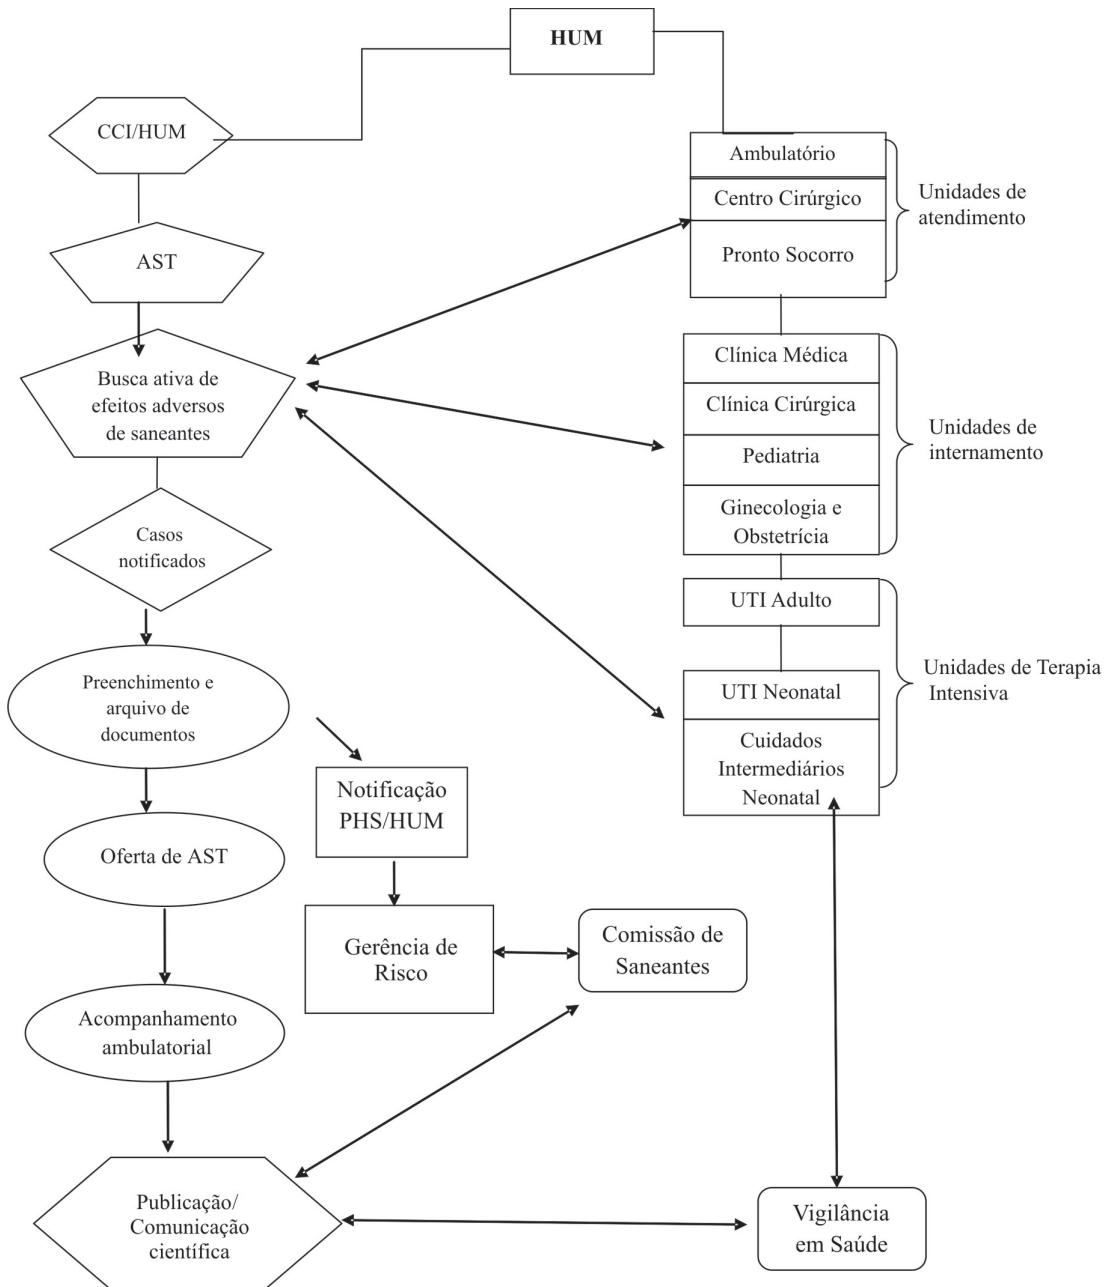 HUM
CCI/HUM
AST
Busca ativa de
efeitos adversos
de saneantes
Casos
notificados
Preenchimento e
arquivo de
documentos
Oferta de AST
Acompanhamento
ambulatorial
Publicação/
Comunicação
científica
Notificação
PHS/HUM
Gerência de
Risco
Comissão de
Saneantes
Ambulatório
Centro Cirúrgico
Pronto Socorro
Unidades de
atendimento
Clínica Médica
Clínica Cirúrgica
Pediatria
Ginecologia e
Obstetrícia
Unidades de
internamento
UTI Adulto
UTI Neonatal
Cuidados
Intermediários
Neonatal
Unidades de Terapia
Intensiva
Vigilância
em Saúde